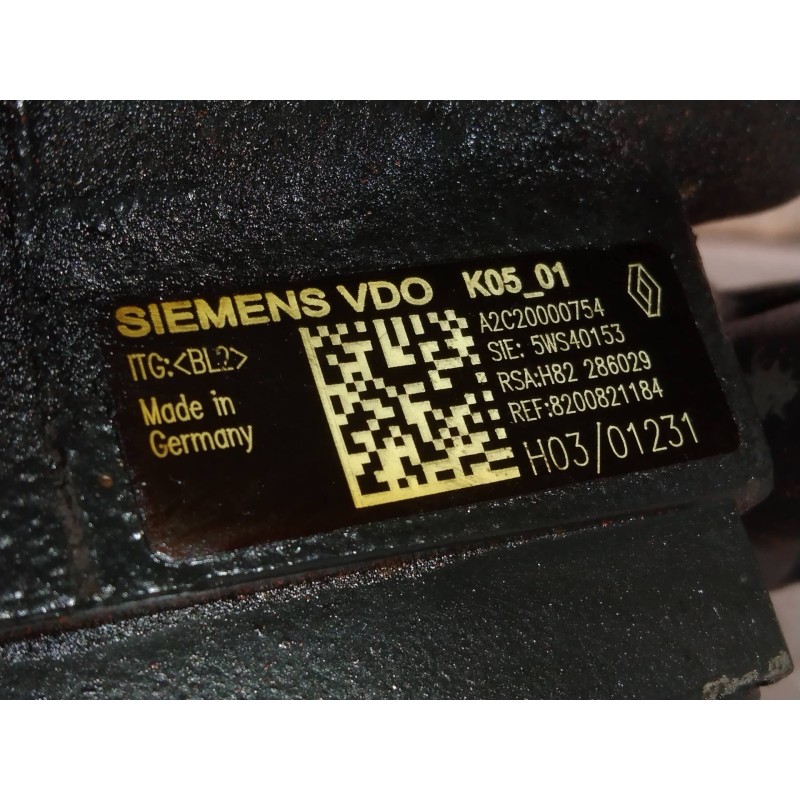 SIEMENS VDO K05_01
A2C20000754
ITG:<BL2>
SIE: 5WS40153
RSA:H82 286029
Made in
Germany
REF:8200821184
H03/01231